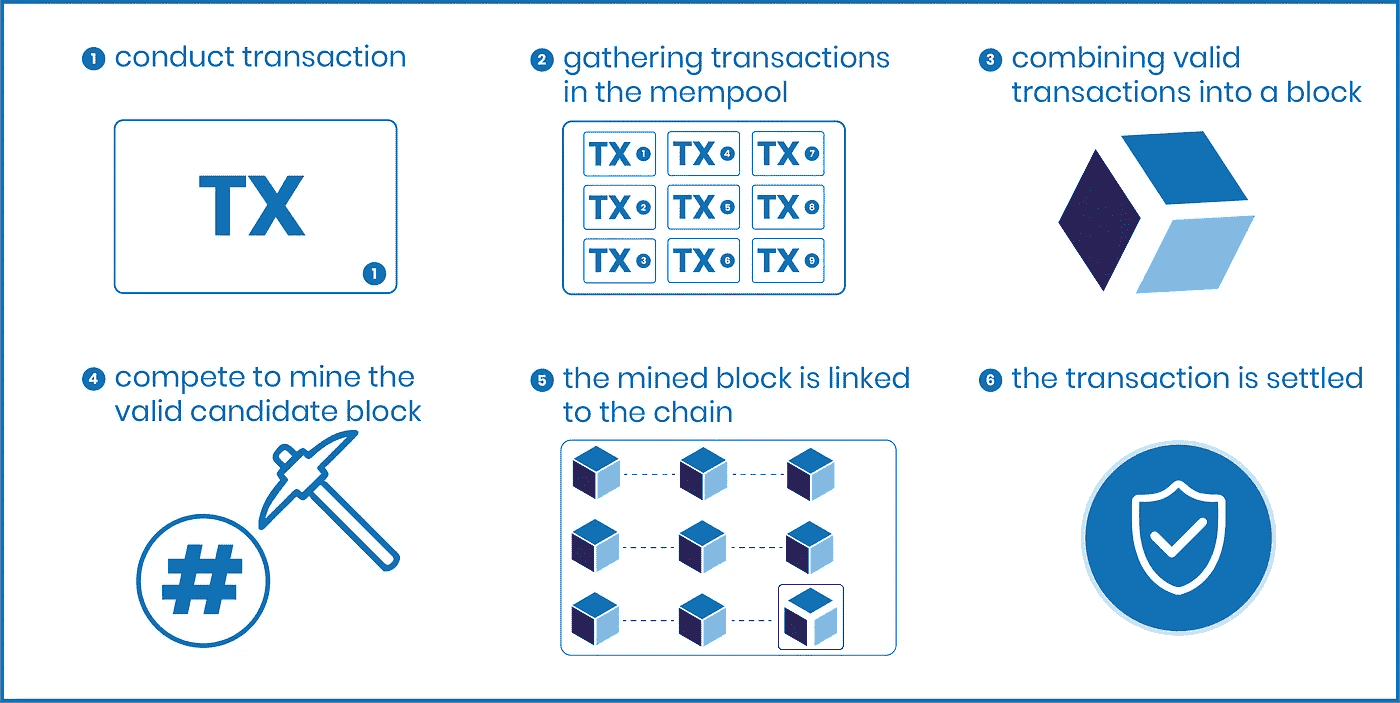 1 conduct transaction
TX
1
2 gathering transactions
in the mempool
TX 1 TX 4 TX 7
TX 2 TX 5 TX 8
TX 3 TX 6 TX 9
3 combining valid
transactions into a block
4 compete to mine the
valid candidate block
#
5 the mined block is linked
to the chain
6 the transaction is settled